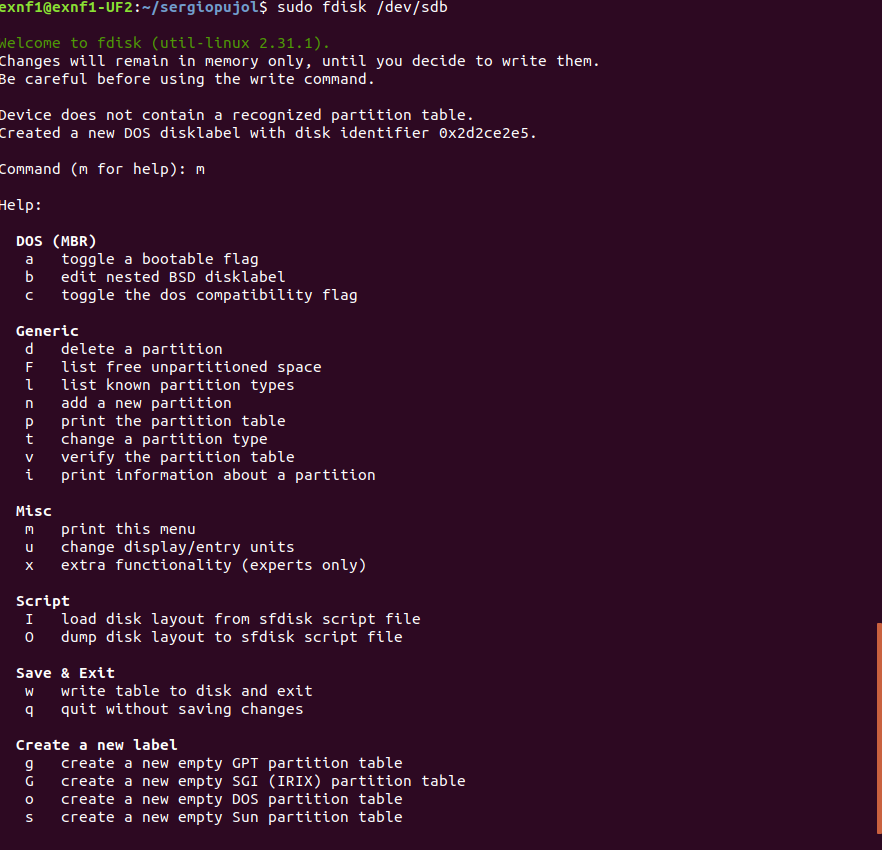 exnf1@exnf1-UF2:~/sergiopujol$ sudo fdisk /dev/sdb
Welcome to fdisk (util-linux 2.31.1).
Changes will remain in memory only, until you decide to write them.
Be careful before using the write command.
Device does not contain a recognized partition table.
Created a new DOS disklabel with disk identifier 0x2d2ce2e5.
Command (m for help): m
Help:
DOS (MBR)
a   toggle a bootable flag
b   edit nested BSD disklabel
c   toggle the dos compatibility flag
Generic
d   delete a partition
F   list free unpartitioned space
l   list known partition types
n   add a new partition
p   print the partition table
t   change a partition type
v   verify the partition table
i   print information about a partition
Misc
m   print this menu
u   change display/entry units
x   extra functionality (experts only)
Script
I   load disk layout from sfdisk script file
O   dump disk layout to sfdisk script file
Save & Exit
w   write table to disk and exit
q   quit without saving changes
Create a new label
g   create a new empty GPT partition table
G   create a new empty SGI (IRIX) partition table
o   create a new empty DOS partition table
s   create a new empty Sun partition table